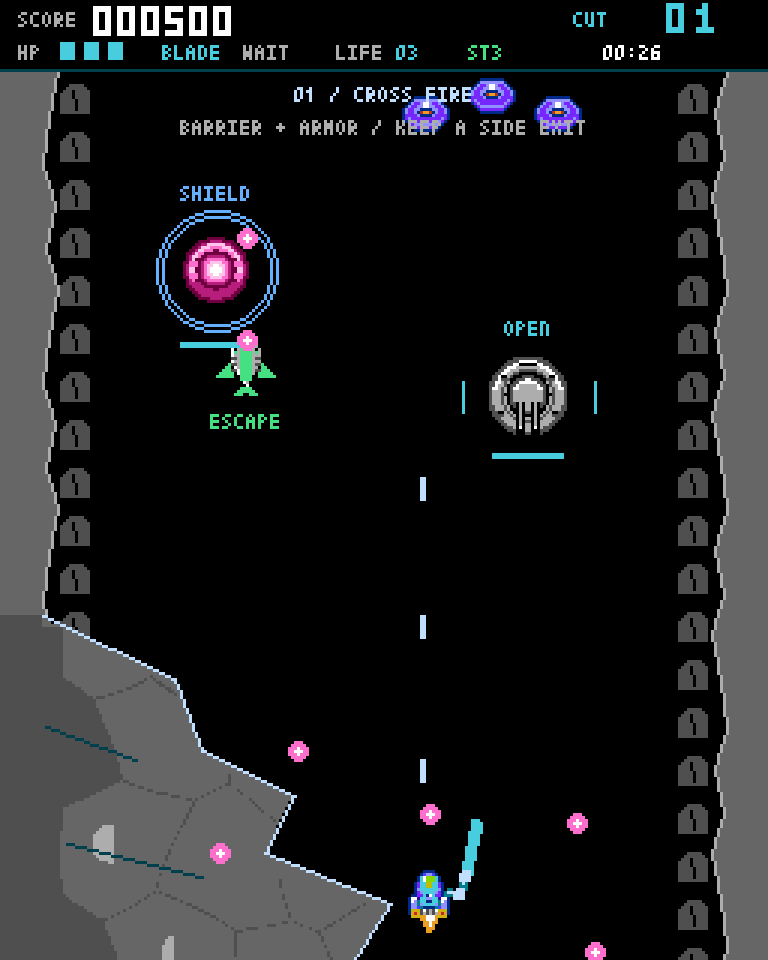 SCORE 000500 CUT 01
HP BLADE WAIT LIFE 03 ST3 00:26
01 / CROSS FIRE
BARRIER + ARMOR / KEEP A SIDE EXIT
SHIELD
OPEN
ESCAPE